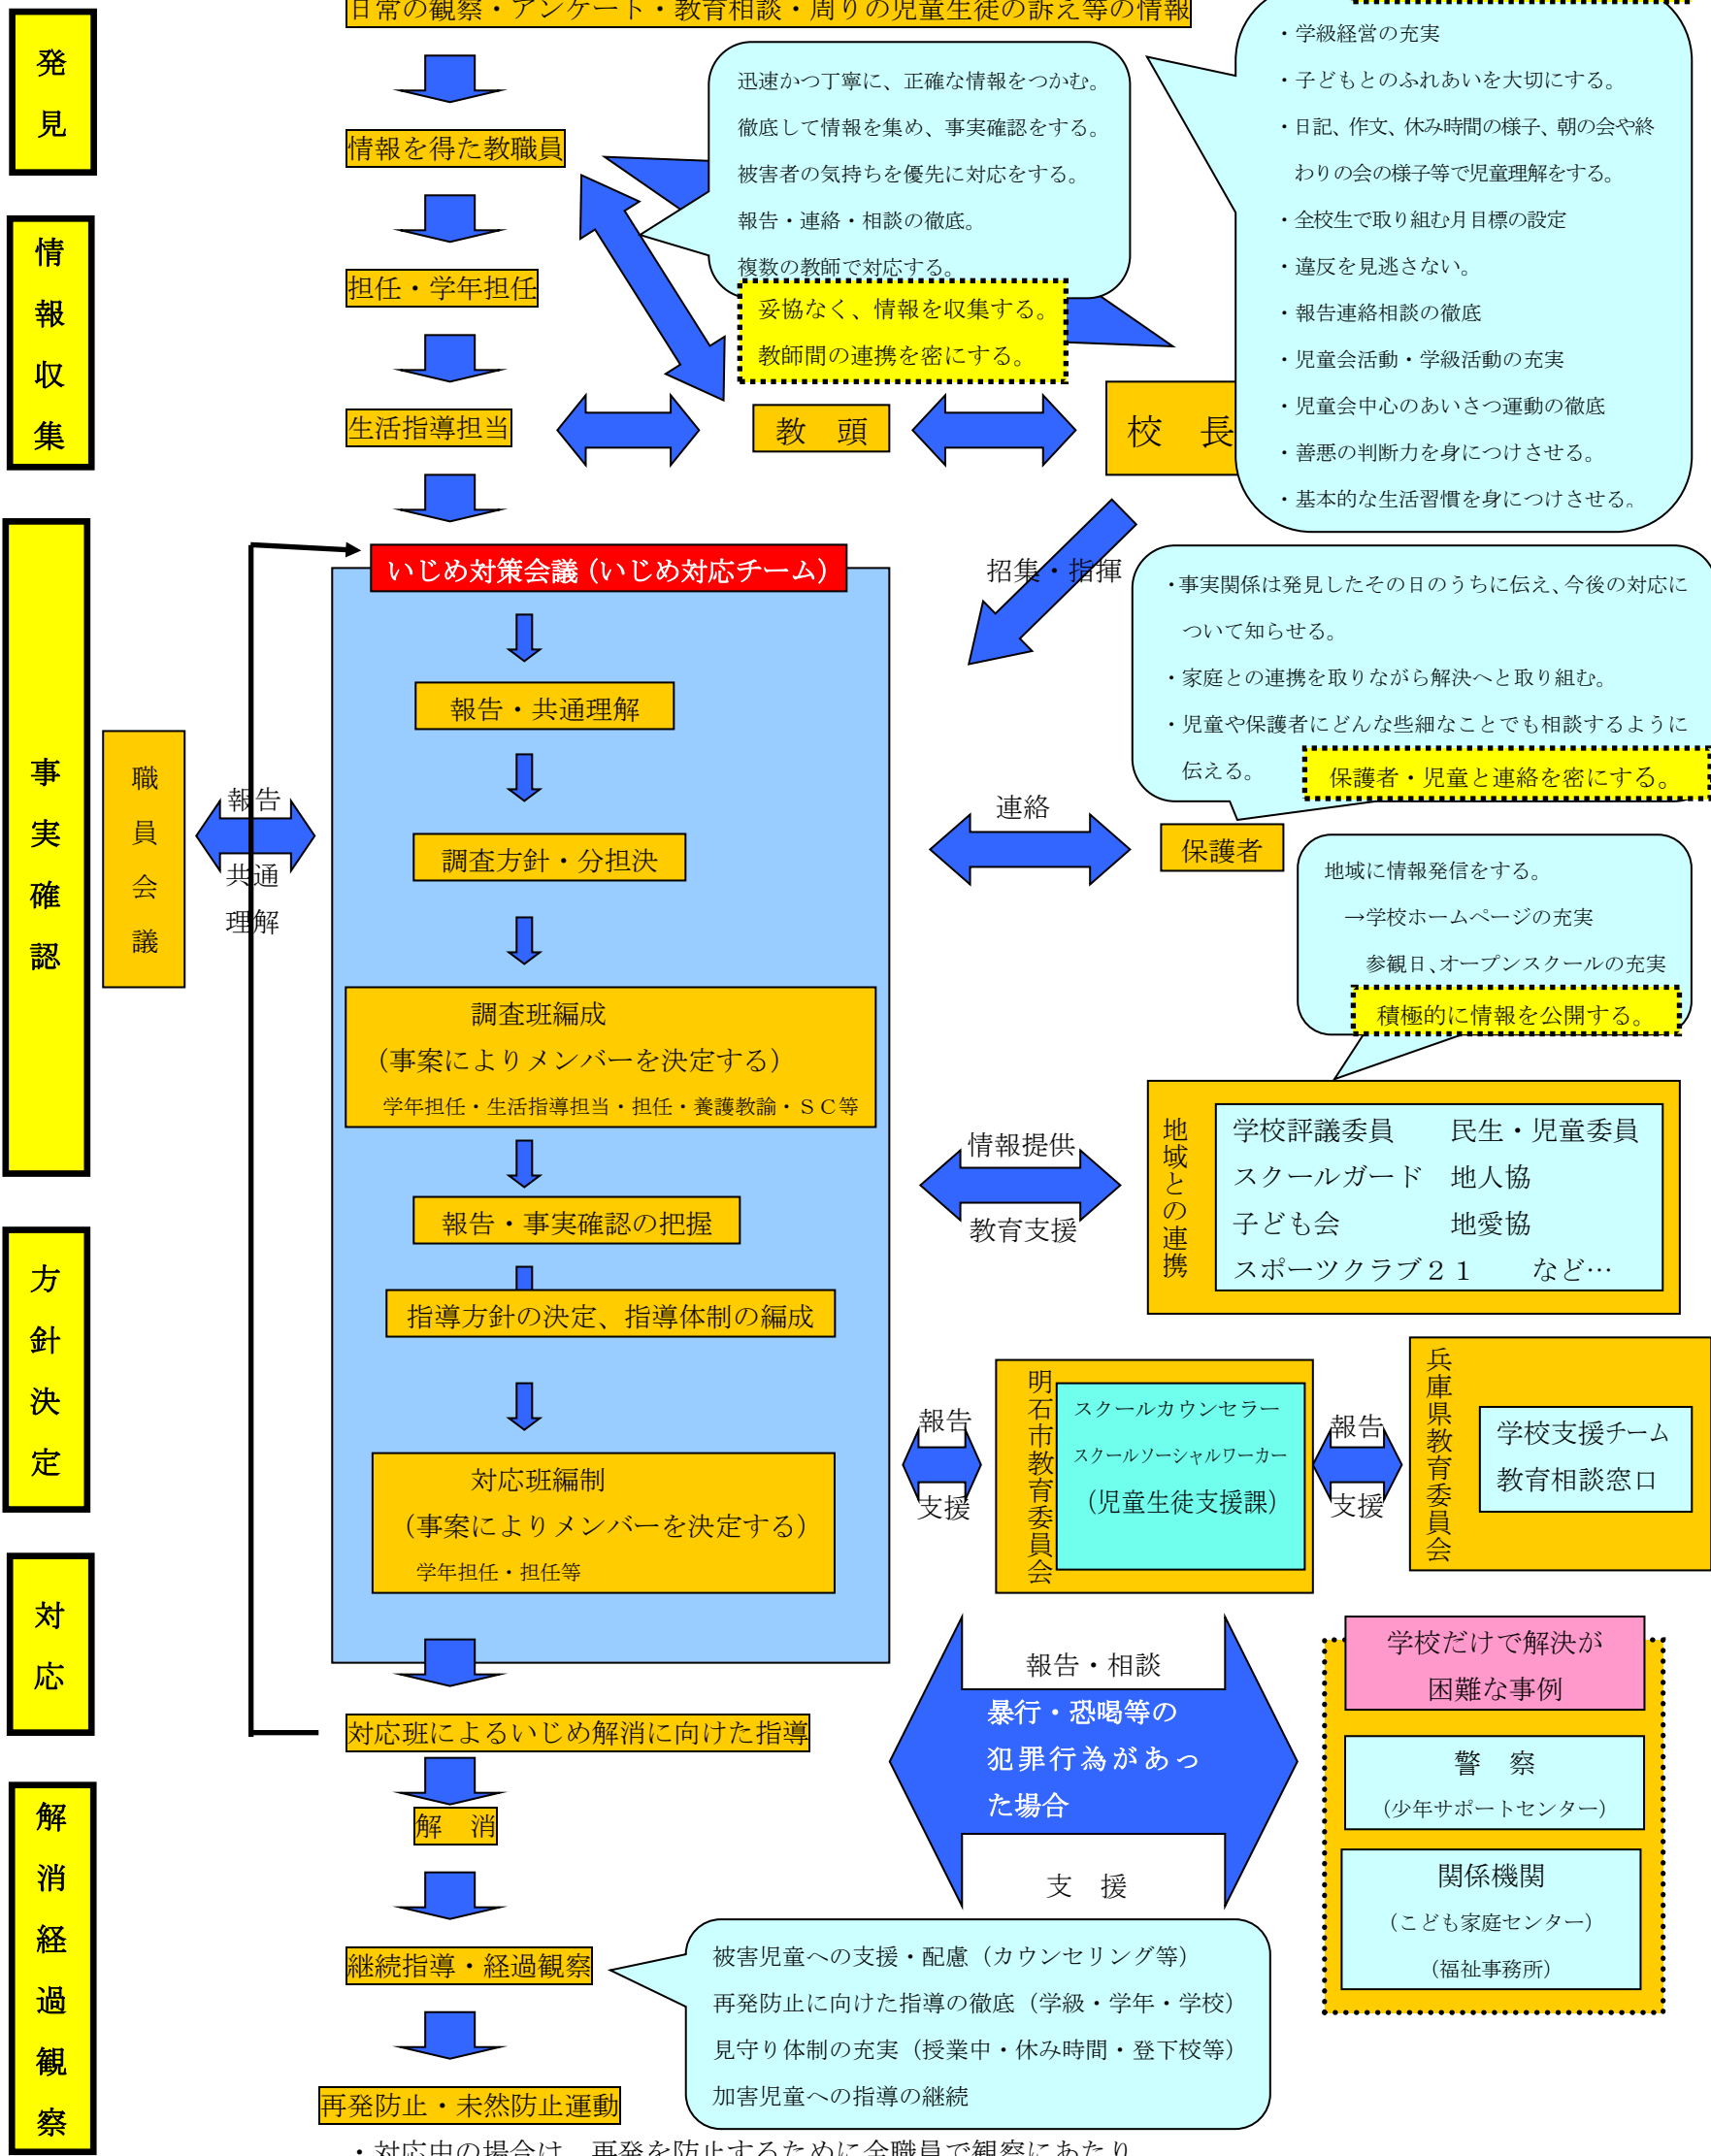 発見
日常の観察・アンケート・教育相談・周りの児童生徒の訴え等の情報
情報を得た教職員
迅速かつ丁寧に、正確な情報をつかむ。
徹底して情報を集め、事実確認をする。
被害者の気持ちを優先に対応をする。
報告・連絡・相談の徹底。
複数の教師で対応する。
妥協なく、情報を収集する。
教師間の連携を密にする。
・学級経営の充実
・子どもとのふれあいを大切にする。
・日記、作文、休み時間の様子、朝の会や終
わりの会の様子等で児童理解をする。
・全校生で取り組む月目標の設定
・違反を見逃さない。
・報告連絡相談の徹底
・児童会活動・学級活動の充実
・児童会中心のあいさつ運動の徹底
・善悪の判断力を身につけさせる。
・基本的な生活習慣を身につけさせる。
情報収集
担任・学年担任
生活指導担当
教　頭
校　長
事実確認
いじめ対策会議（いじめ対応チーム）
招集・指揮
・事実関係は発見したその日のうちに伝え、今後の対応に
ついて知らせる。
・家庭との連携を取りながら解決へと取り組む。
・児童や保護者にどんな些細なことでも相談するように
伝える。
保護者・児童と連絡を密にする。
報告・共通理解
職員会議
報告
共通
理解
調査方針・分担決
連絡
保護者
地域に情報発信をする。
→学校ホームページの充実
参観日、オープンスクールの充実
積極的に情報を公開する。
調査班編成
（事案によりメンバーを決定する）
学年担任・生活指導担当・担任・養護教諭・ＳＣ等
情報提供
教育支援
地域との連携
学校評議委員　民生・児童委員
スクールガード　地人協
子ども会　地愛協
スポーツクラブ２１　など…
報告・事実確認の把握
方針決定
指導方針の決定、指導体制の編成
報告
支援
明石市教育委員会
スクールカウンセラー
スクールソーシャルワーカー
（児童生徒支援課）
報告
支援
兵庫県教育委員会
学校支援チーム
教育相談窓口
対応班編制
（事案によりメンバーを決定する）
学年担任・担任等
対応
対応班によるいじめ解消に向けた指導
報告・相談
暴行・恐喝等の
犯罪行為があっ
た場合
支　援
学校だけで解決が
困難な事例
警　察
（少年サポートセンター）
関係機関
（こども家庭センター）
（福祉事務所）
解消経過観察
解　消
継続指導・経過観察
被害児童への支援・配慮（カウンセリング等）
再発防止に向けた指導の徹底（学級・学年・学校）
見守り体制の充実（授業中・休み時間・登下校等）
加害児童への指導の継続
再発防止・未然防止運動
・対応中の場合は、再発を防止するために全職員で観察にあたり